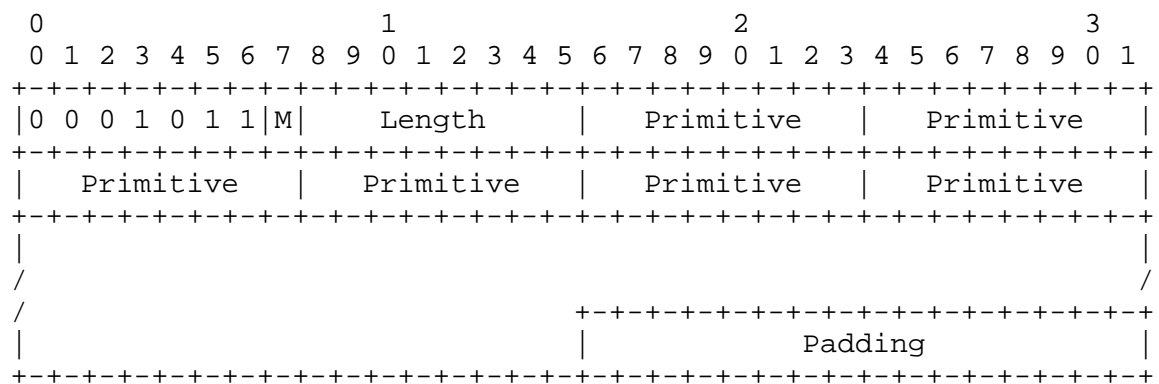 0                   1                   2                   3
 0 1 2 3 4 5 6 7 8 9 0 1 2 3 4 5 6 7 8 9 0 1 2 3 4 5 6 7 8 9 0 1
+-+-+-+-+-+-+-+-+-+-+-+-+-+-+-+-+-+-+-+-+-+-+-+-+-+-+-+-+-+-+-+-+
|0 0 0 1 0 1 1|M|    Length     |   Primitive   |   Primitive   |
+-+-+-+-+-+-+-+-+-+-+-+-+-+-+-+-+-+-+-+-+-+-+-+-+-+-+-+-+-+-+-+-+
|   Primitive   |   Primitive   |   Primitive   |   Primitive   |
+-+-+-+-+-+-+-+-+-+-+-+-+-+-+-+-+-+-+-+-+-+-+-+-+-+-+-+-+-+-+-+-+
|                                                               |
/                                                               /
/                               +-+-+-+-+-+-+-+-+-+-+-+-+-+-+-+-+
|                               |            Padding            |
+-+-+-+-+-+-+-+-+-+-+-+-+-+-+-+-+-+-+-+-+-+-+-+-+-+-+-+-+-+-+-+-+